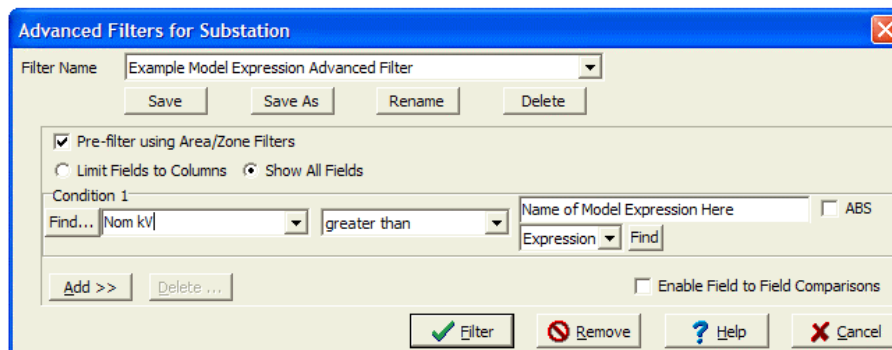 Advanced Filters for Substation
Filter Name Example Model Expression Advanced Filter
Save Save As Rename Delete
Pre-filter using Area/Zone Filters
Limit Fields to Columns Show All Fields
Condition 1
Find... Nom kV greater than Name of Model Expression Here ABS
Expression Find
Add >> Delete ... Enable Field to Field Comparisons
Filter Remove ? Help Cancel